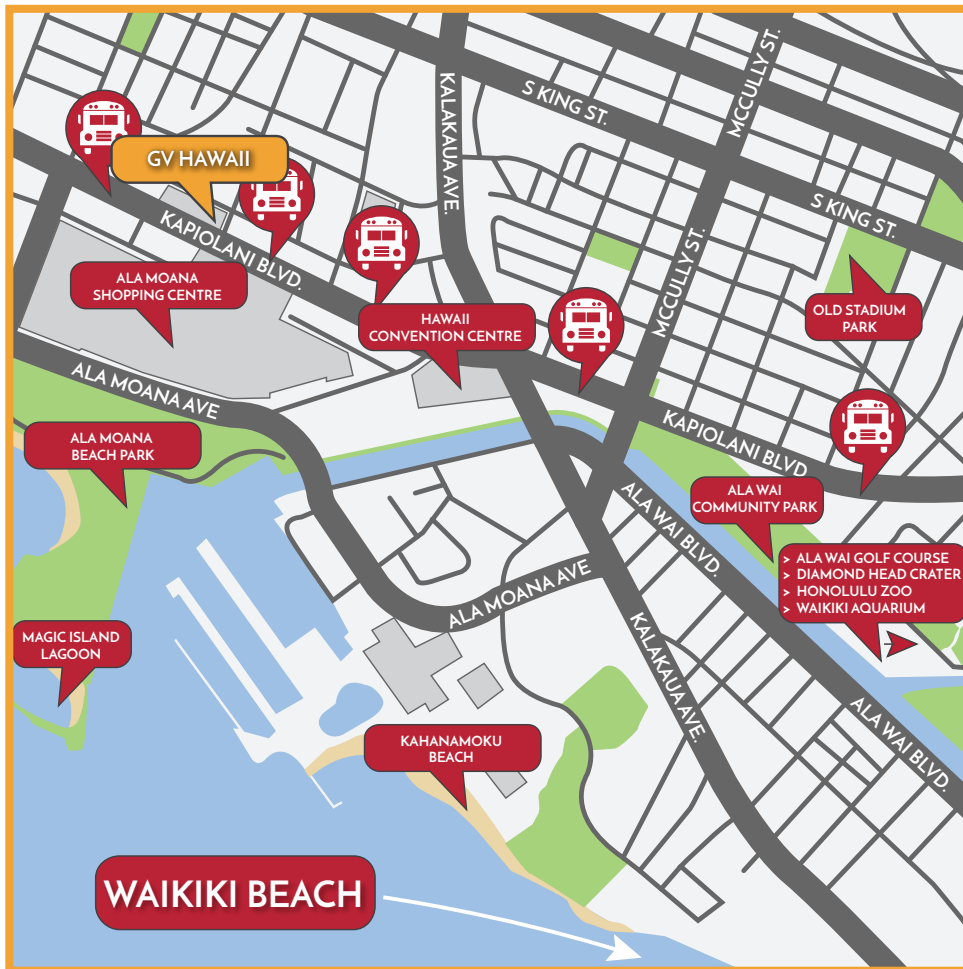 KALAKAUA AVE.
S KING ST.
MCCULLY ST.
GV HAWAII
S KING ST.
KAPIOLANI BLVD.
ALA MOANA
SHOPPING CENTRE
HAWAII
CONVENTION CENTRE
MCCULLY ST.
OLD STADIUM
PARK
ALA MOANA AVE
ALA MOANA
BEACH PARK
KAPIOLANI BLVD
ALA WAI
COMMUNITY PARK
ALA WAI BLVD.
> ALA WAI GOLF COURSE
> DIAMOND HEAD CRATER
> HONOLULU ZOO
> WAIKIKI AQUARIUM
ALA MOANA AVE
MAGIC ISLAND
LAGOON
KALAKAUA AVE.
ALA WAI BLVD.
KAHANAMOKU
BEACH
WAIKIKI BEACH